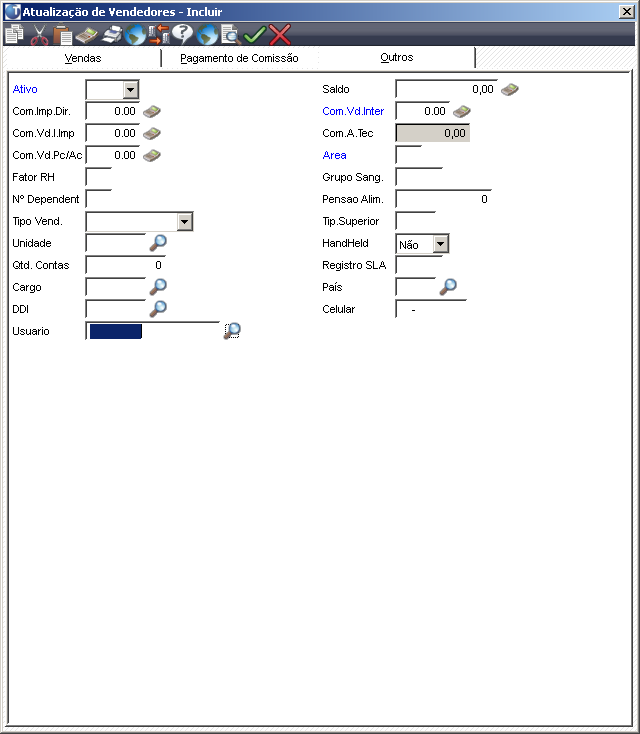 Atualização de Vendedores - Incluir
Vendas Pagamento de Comissão Outros
Ativo Saldo 0,00
Com.Imp.Dir. 0.00 Com.Vd.Inter 0.00
Com.Vd.I.Imp 0.00 Com.A.Tec 0,00
Com.Vd.Pc/Ac 0.00 Area
Fator RH Grupo Sang.
Nº Dependent Pensao Alim. 0
Tipo Vend. Tip.Superior
Unidade HandHeld Não
Qtd. Contas 0 Registro SLA
Cargo País
DDI Celular -
Usuario